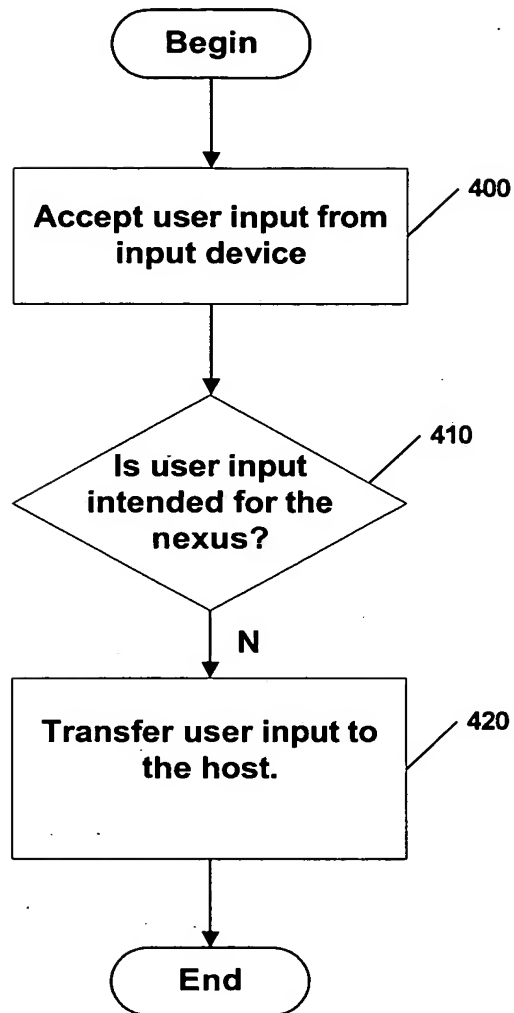 Begin
400
Accept user input from
input device
410
Is user input
intended for the
nexus?
N
420
Transfer user input to
the host.
End